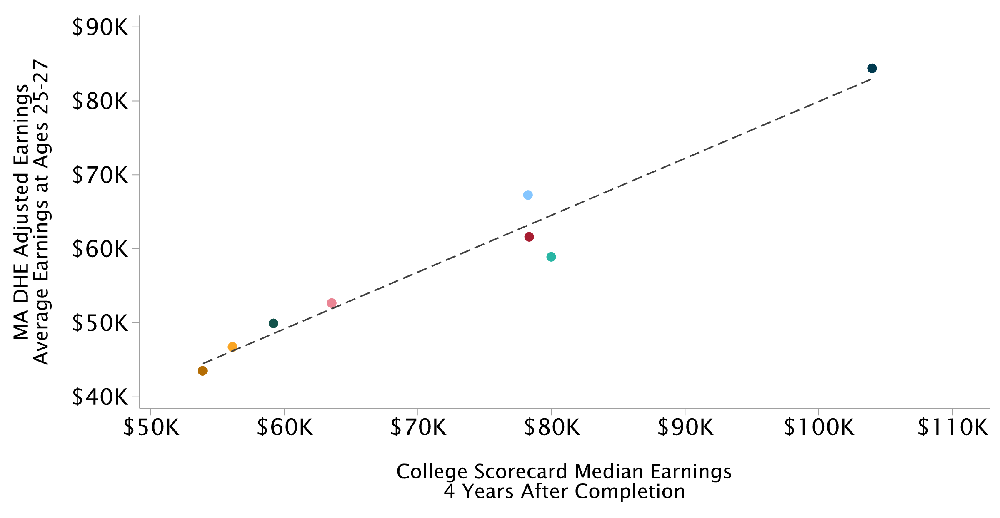 $90K
$80K
$70K
$60K
$50K
$40K
MA DHE Adjusted Earnings
Average Earnings at Ages 25-27
$50K
$60K
$70K
$80K
$90K
$100K
$110K
College Scorecard Median Earnings
4 Years After Completion